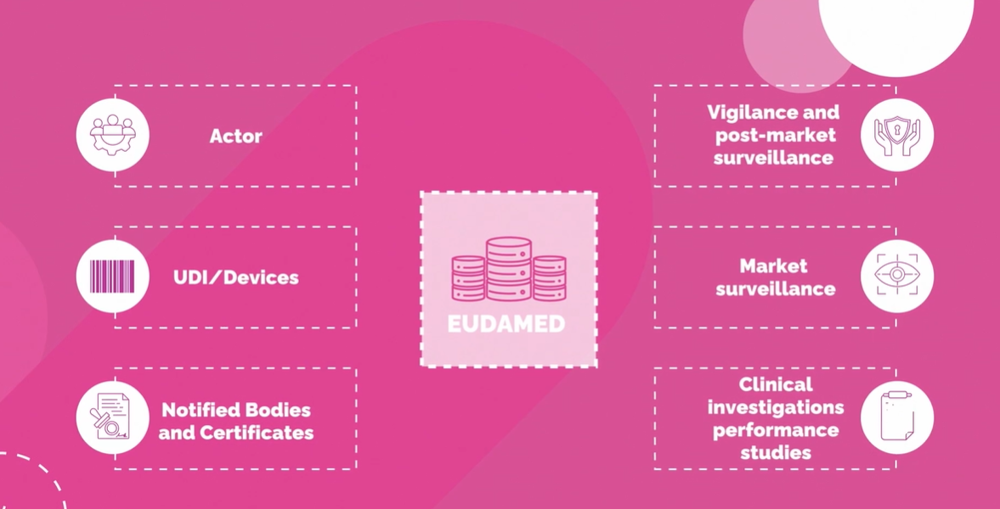 Actor
UDI/Devices
Notified Bodies
and Certificates
EUDAMED
Vigilance and
post-market
surveillance
Market
surveillance
Clinical
investigations
performance
studies